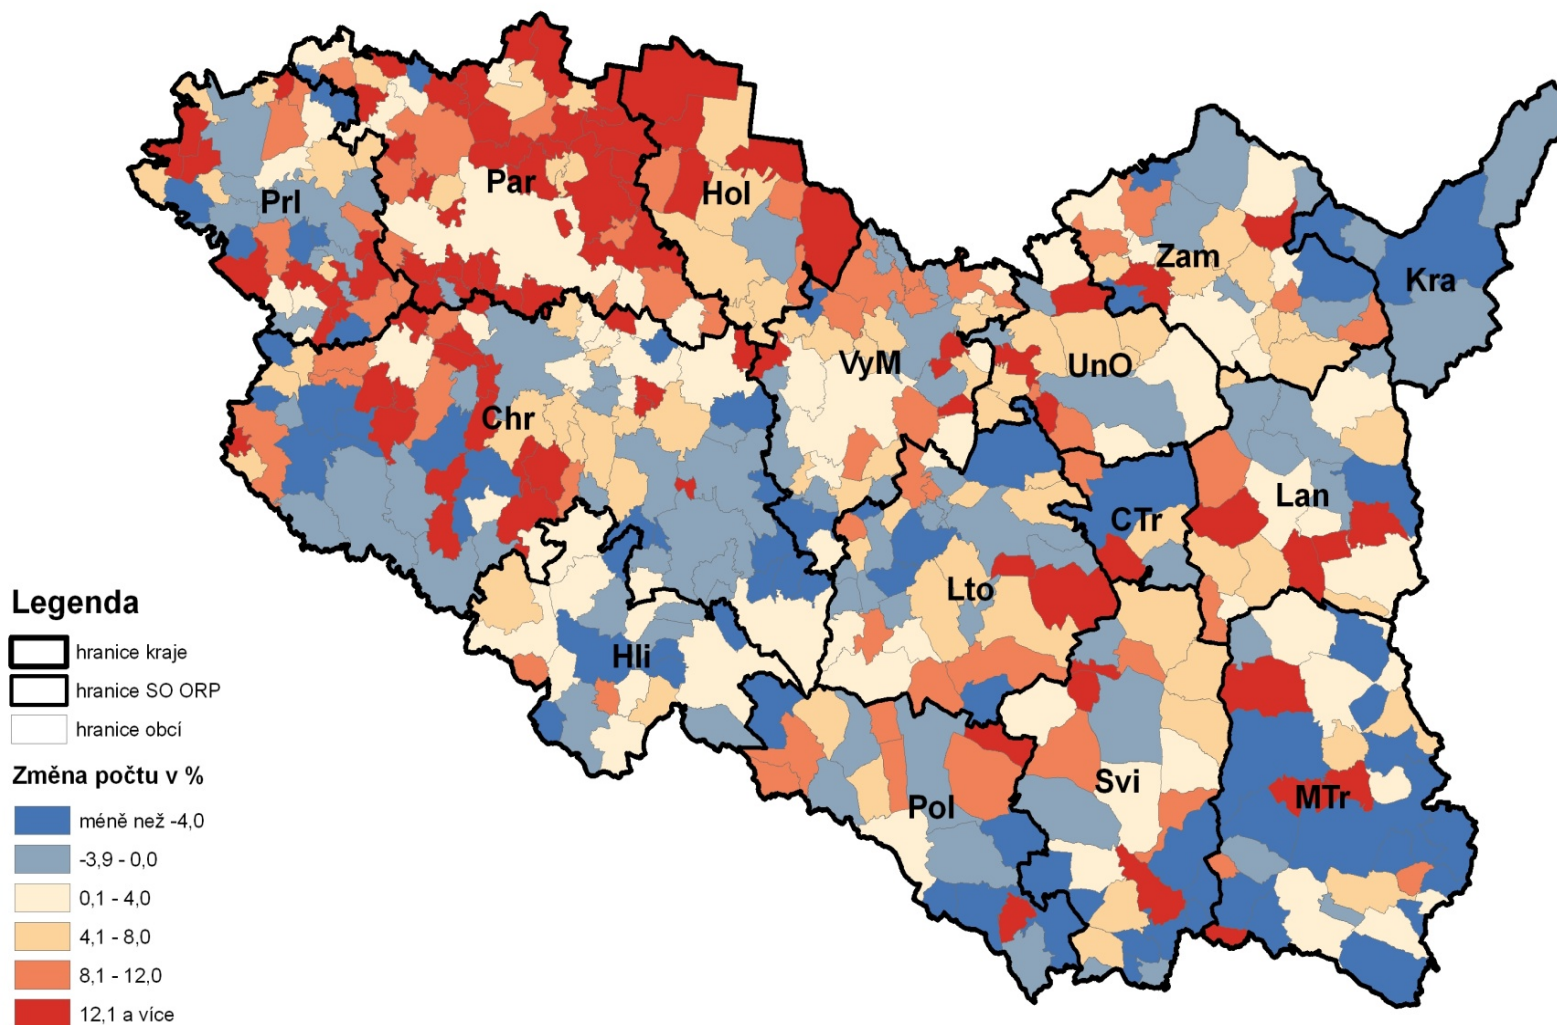 Prl
Par
Hol
Zam
Kra
VyM
UnO
Chr
Lan
CTr
Lto
Hli
Svi
Pol
MTr
Legenda
hranice kraje
hranice SO ORP
hranice obcí
Změna počtu v %
méně než -4,0
-3,9 - 0,0
0,1 - 4,0
4,1 - 8,0
8,1 - 12,0
12,1 a více